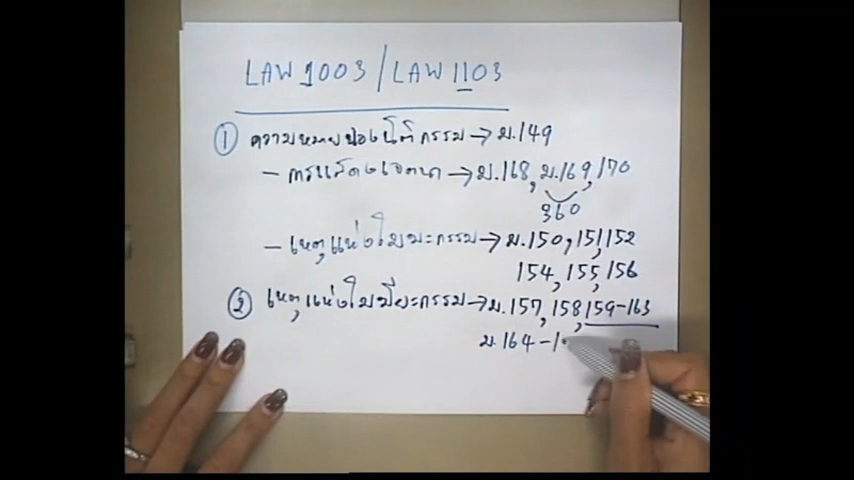 LAW 1003/LAW 1103
① ความหมายของนิติกรรม → ม.149
- การแสดงเจตนา → ม.168, ม.169, 170
360
- เหตุแห่งโมฆะกรรม → ม.150, 151, 152
154, 155, 156
② เหตุแห่งโมฆียะกรรม → ม.157, 158, 159-163
ม.164-1